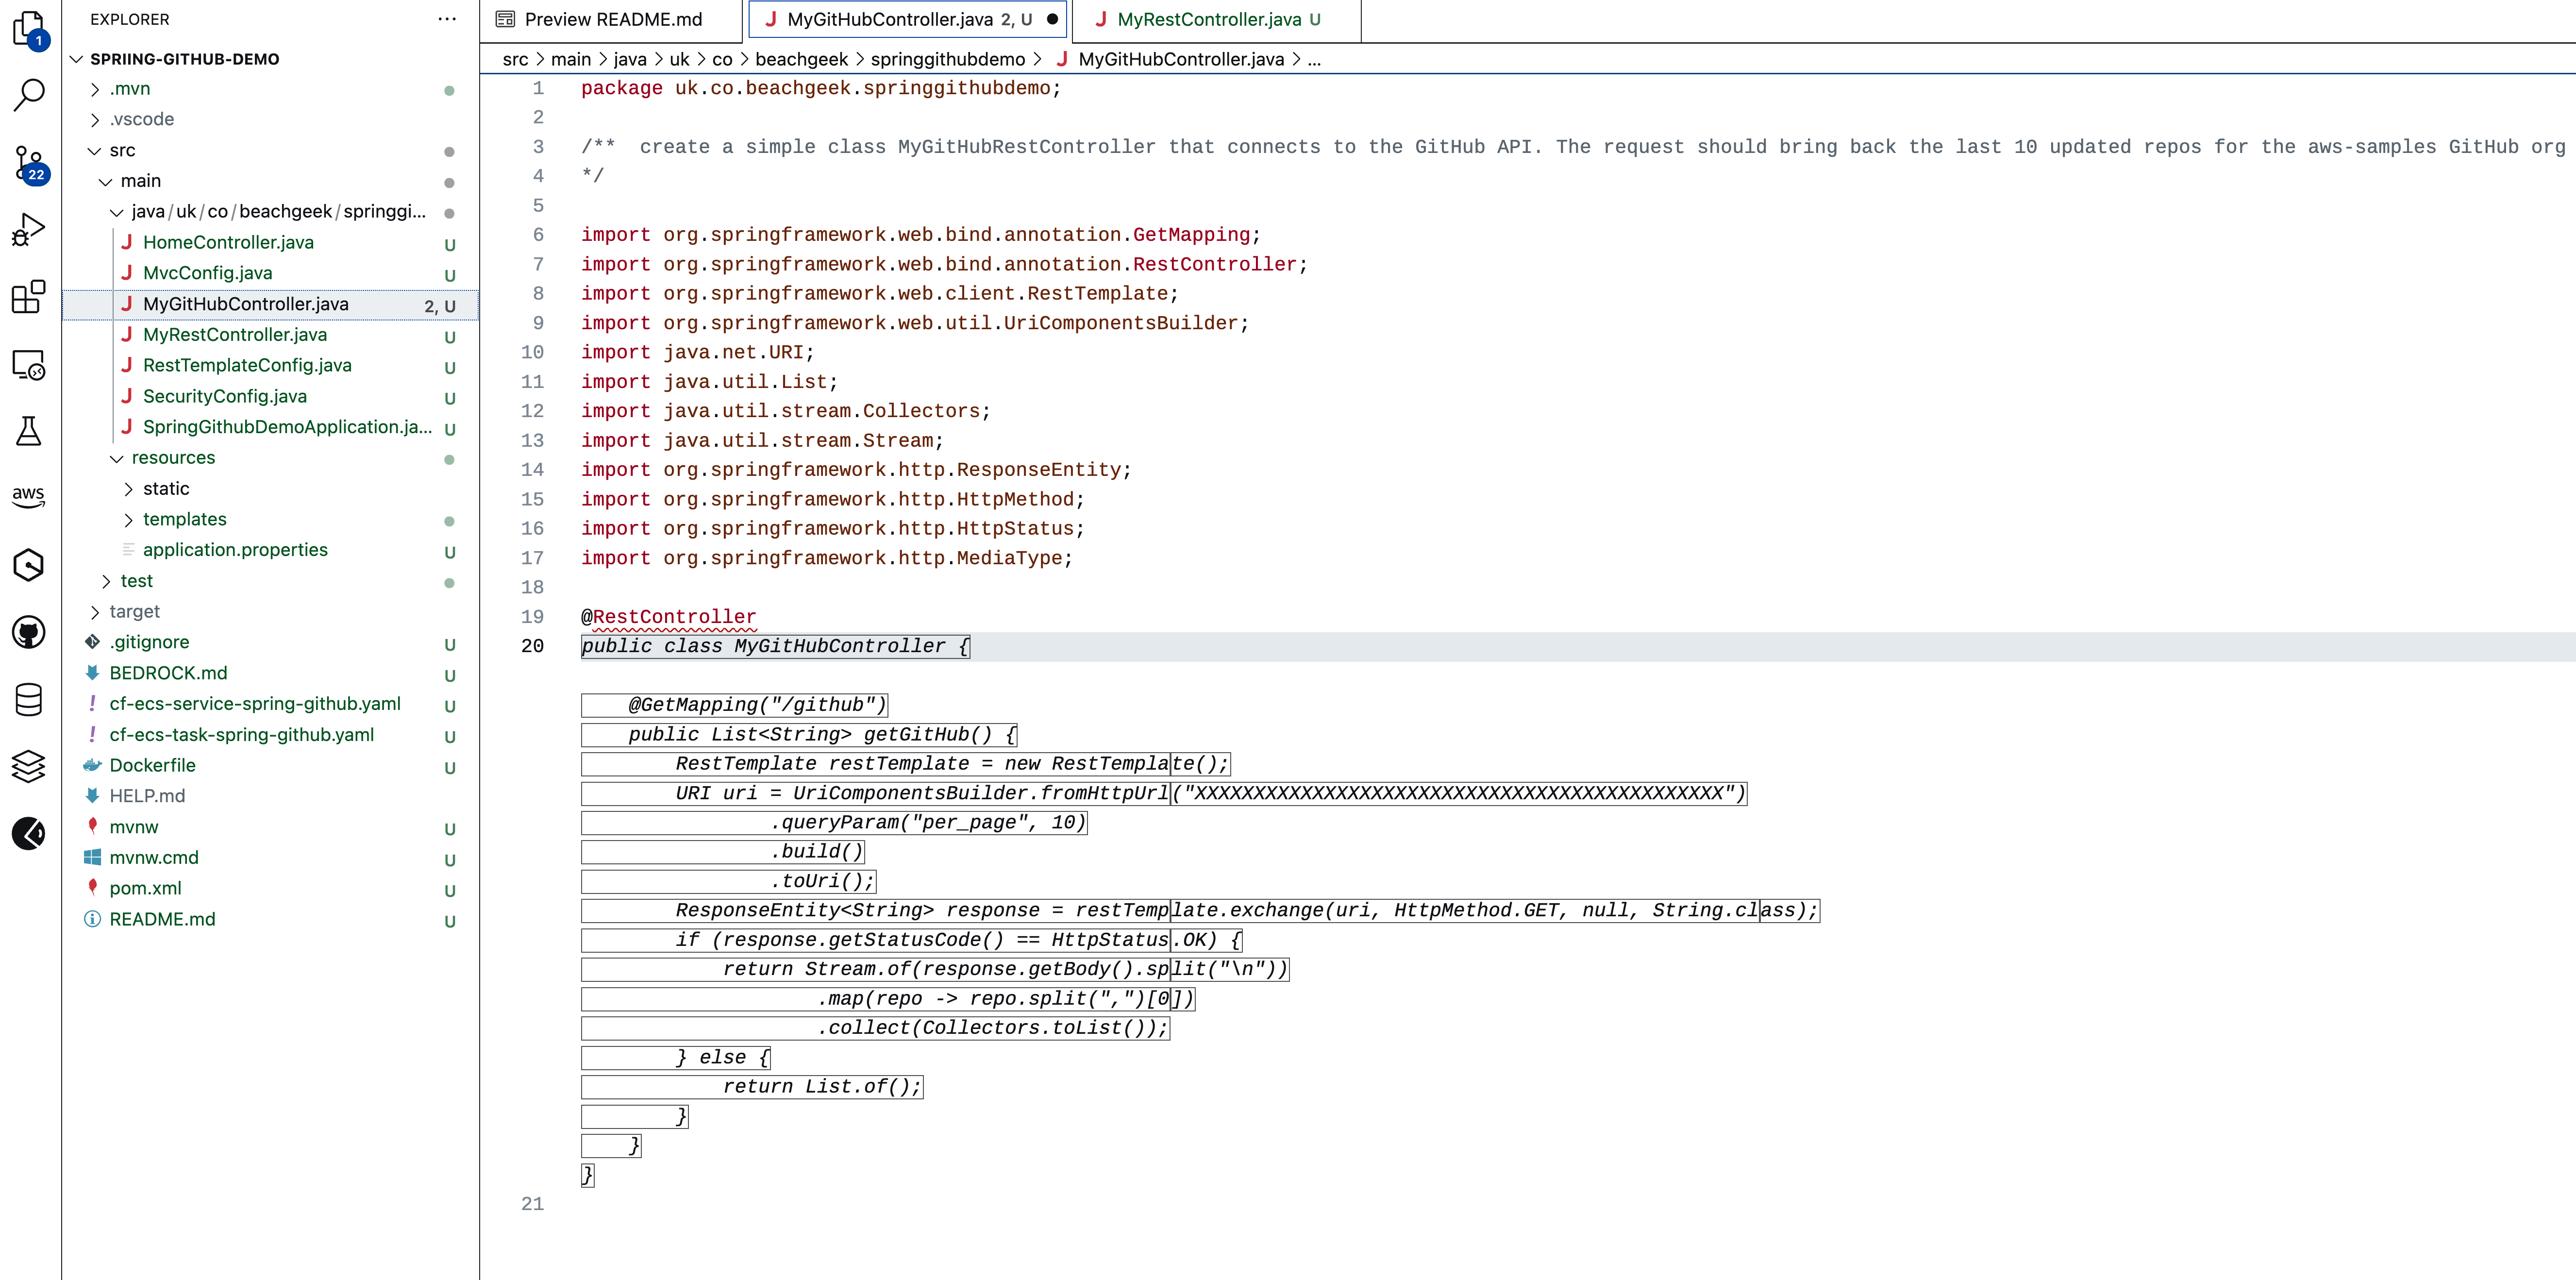 1
22
aws
EXPLORER
...
SPRIING-GITHUB-DEMO
.mvn
.vscode
src
main
java/uk/co/beachgeek/springgi...
HomeController.java U
MvcConfig.java U
MyGitHubController.java 2, U
MyRestController.java U
RestTemplateConfig.java U
SecurityConfig.java U
SpringGithubDemoApplication.ja... U
resources
static
templates
application.properties U
test
target
.gitignore U
BEDROCK.md U
cf-ecs-service-spring-github.yaml U
cf-ecs-task-spring-github.yaml U
Dockerfile U
HELP.md
mvnw U
mvnw.cmd U
pom.xml U
README.md U
Preview README.md
MyGitHubController.java 2, U
MyRestController.java U
src > main > java > uk > co > beachgeek > springgithubdemo > J MyGitHubController.java > ...
1 package uk.co.beachgeek.springgithubdemo;
2
3 /**  create a simple class MyGitHubRestController that connects to the GitHub API. The request should bring back the last 10 updated repos for the aws-samples GitHub org
4 */
5
6 import org.springframework.web.bind.annotation.GetMapping;
7 import org.springframework.web.bind.annotation.RestController;
8 import org.springframework.web.client.RestTemplate;
9 import org.springframework.web.util.UriComponentsBuilder;
10 import java.net.URI;
11 import java.util.List;
12 import java.util.stream.Collectors;
13 import java.util.stream.Stream;
14 import org.springframework.http.ResponseEntity;
15 import org.springframework.http.HttpMethod;
16 import org.springframework.http.HttpStatus;
17 import org.springframework.http.MediaType;
18
19 @RestController
20 public class MyGitHubController {
@GetMapping("/github")
public List<String> getGitHub() {
RestTemplate restTemplate = new RestTemplate();
URI uri = UriComponentsBuilder.fromHttpUrl("XXXXXXXXXXXXXXXXXXXXXXXXXXXXXXXXXXXXXXXXXXXXX")
.queryParam("per_page", 10)
.build()
.toUri();
ResponseEntity<String> response = restTemplate.exchange(uri, HttpMethod.GET, null, String.class);
if (response.getStatusCode() == HttpStatus.OK) {
return Stream.of(response.getBody().split("\n"))
.map(repo -> repo.split(",")[0])
.collect(Collectors.toList());
} else {
return List.of();
}
}
}
21